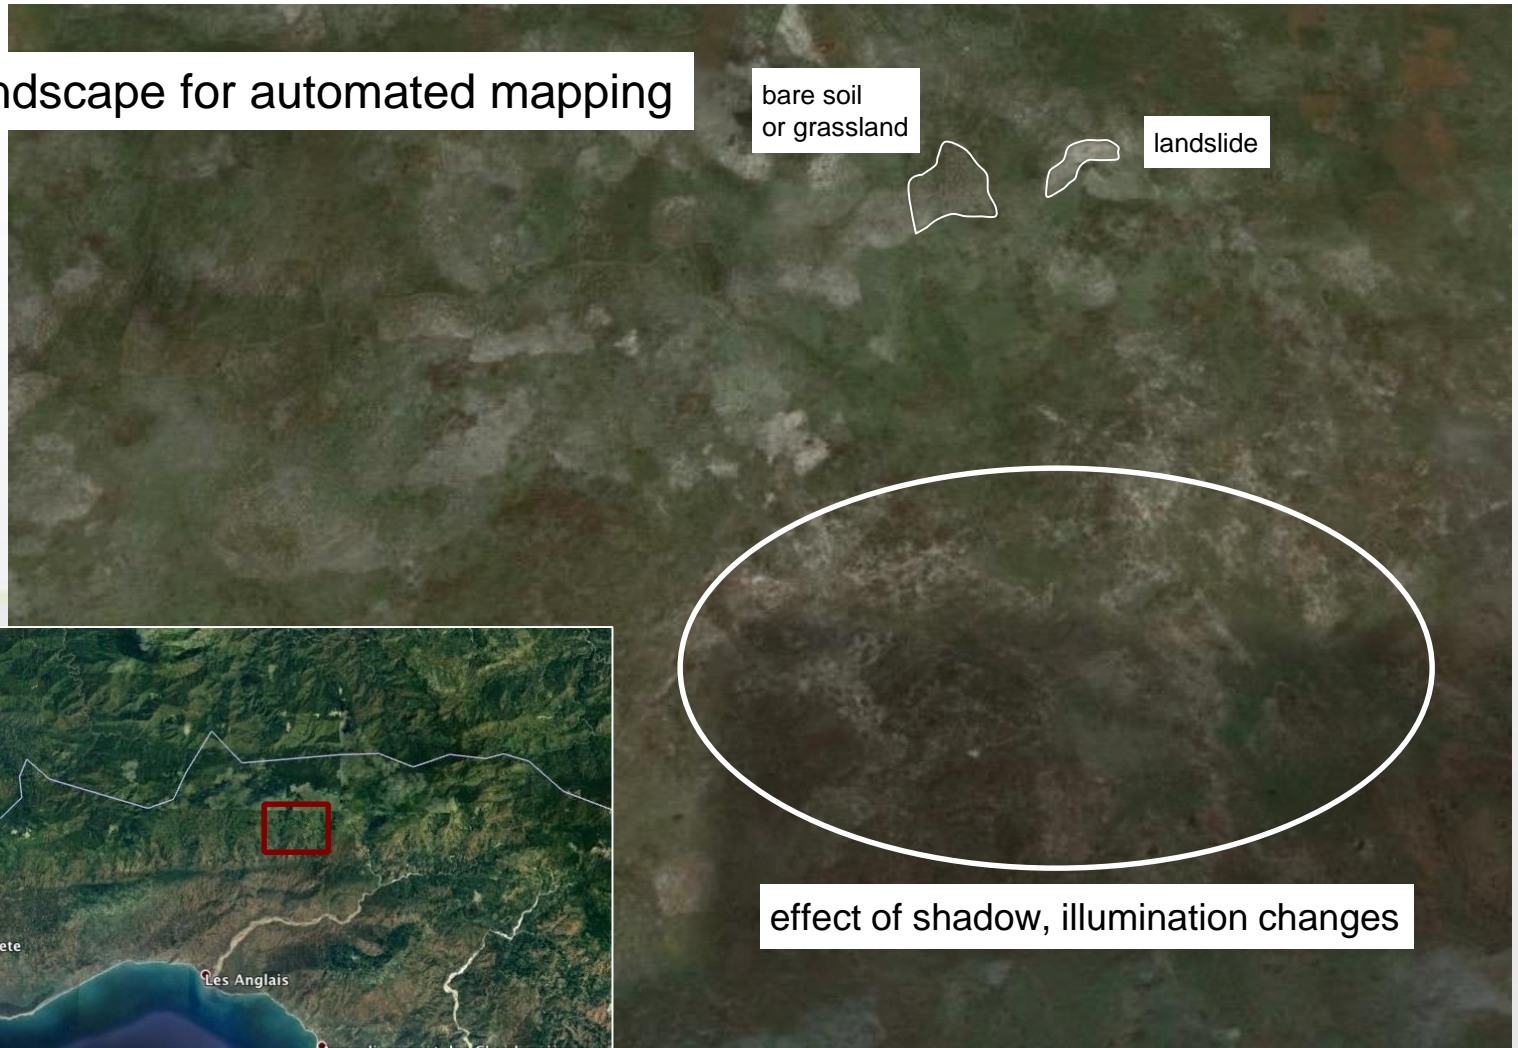 ndscape for automated mapping
bare soil
or grassland
landslide
effect of shadow, illumination changes
ete
Les Anglais